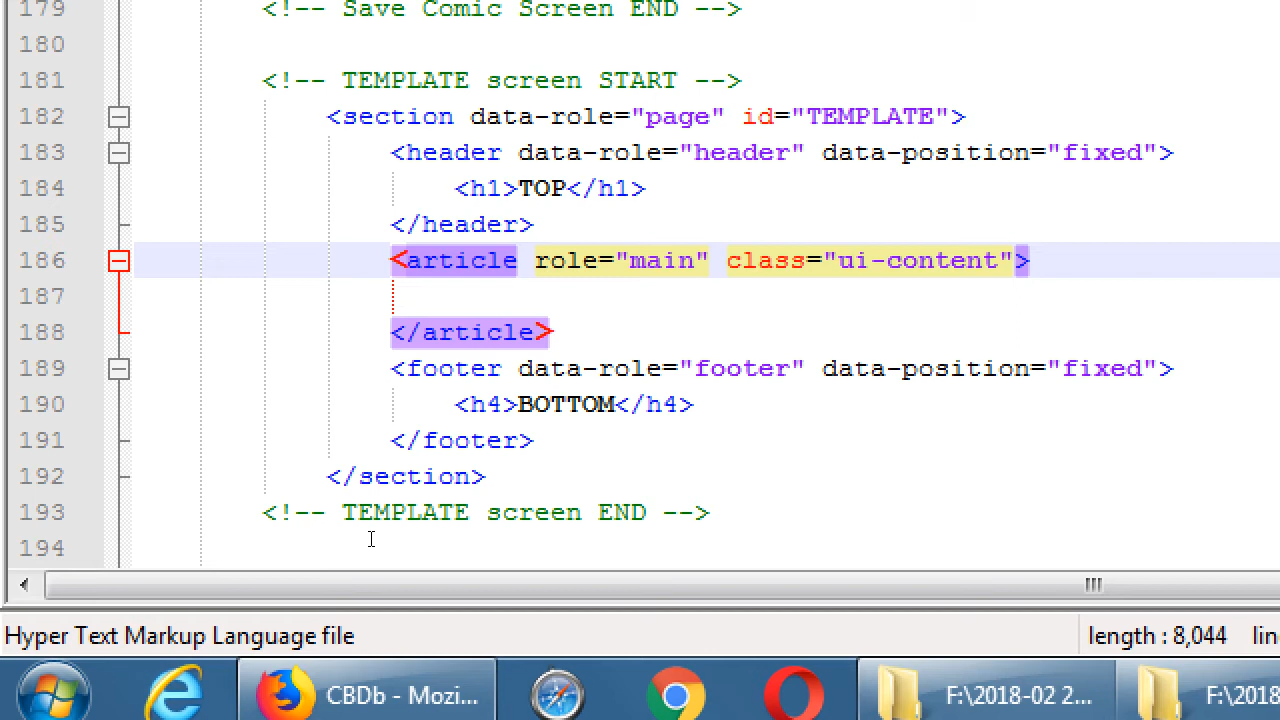 179 <!-- Save Comic Screen END -->
180
181 <!-- TEMPLATE screen START -->
182 <section data-role="page" id="TEMPLATE">
183 <header data-role="header" data-position="fixed">
184 <h1>TOP</h1>
185 </header>
186 <article role="main" class="ui-content">
187
188 </article>
189 <footer data-role="footer" data-position="fixed">
190 <h4>BOTTOM</h4>
191 </footer>
192 </section>
193 <!-- TEMPLATE screen END -->
194
Hyper Text Markup Language file length : 8,044 lin
CBDb - Mozi... F:\2018-02 2... F:\2018